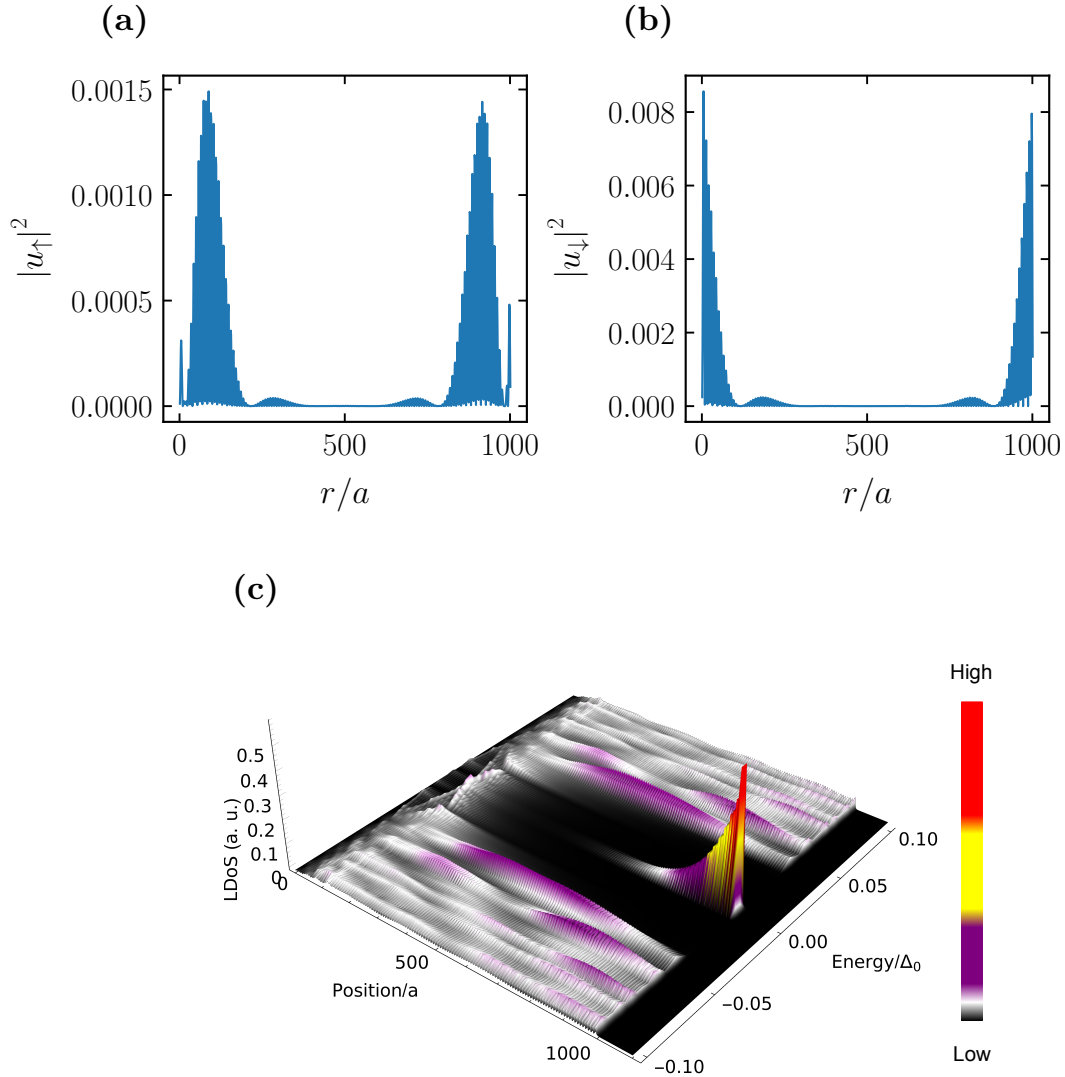 (a)
|u↑|²
0.0015
0.0010
0.0005
0.0000
0
500
1000
r/a
(b)
|u↓|²
0.008
0.006
0.004
0.002
0.000
0
500
1000
r/a
(c)
LDoS (a. u.)
0.5
0.4
0.3
0.2
0.1
0
0
500
1000
Position/a
−0.10
−0.05
0.00
0.05
0.10
Energy/Δ₀
High
Low